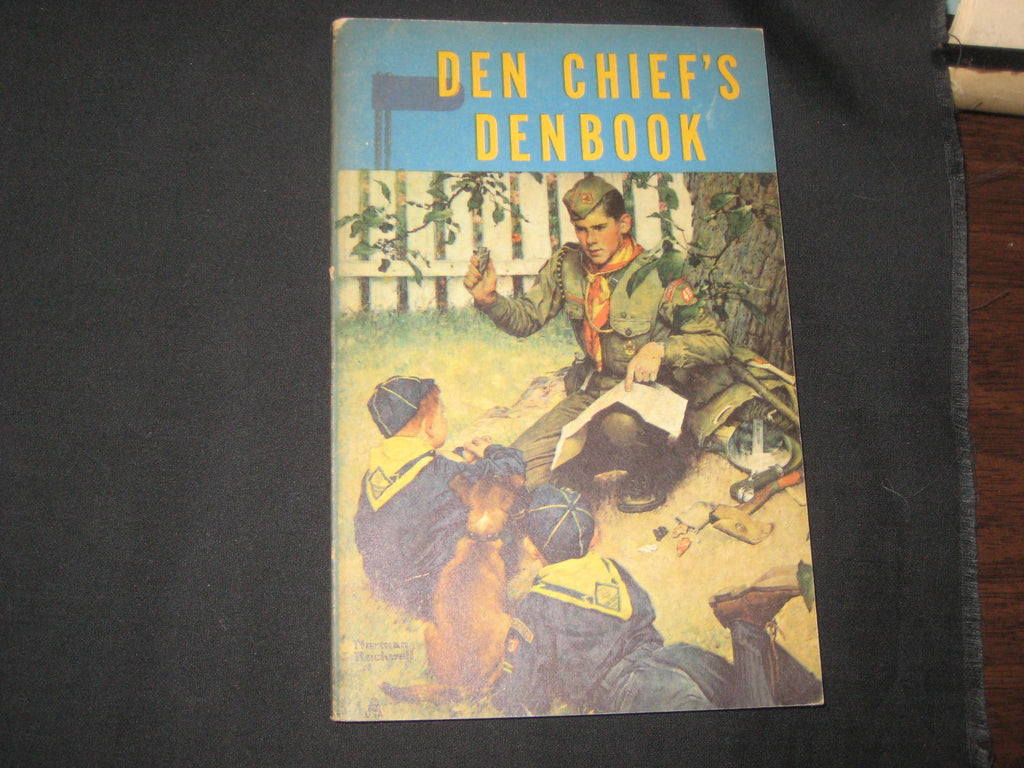 DEN CHIEF'S
DENBOOK
Norman
Rockwell